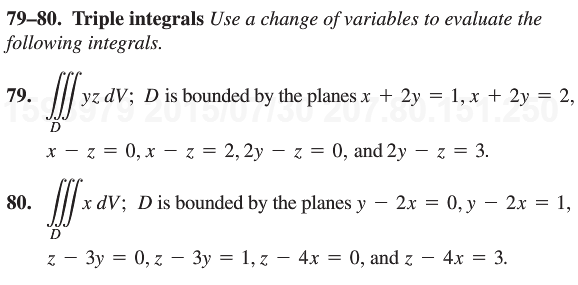 79–80. Triple integrals Use a change of variables to evaluate the
following integrals.
79. ∭_D yz dV; D is bounded by the planes x + 2y = 1, x + 2y = 2,
x − z = 0, x − z = 2, 2y − z = 0, and 2y − z = 3.
80. ∭_D x dV; D is bounded by the planes y − 2x = 0, y − 2x = 1,
z − 3y = 0, z − 3y = 1, z − 4x = 0, and z − 4x = 3.